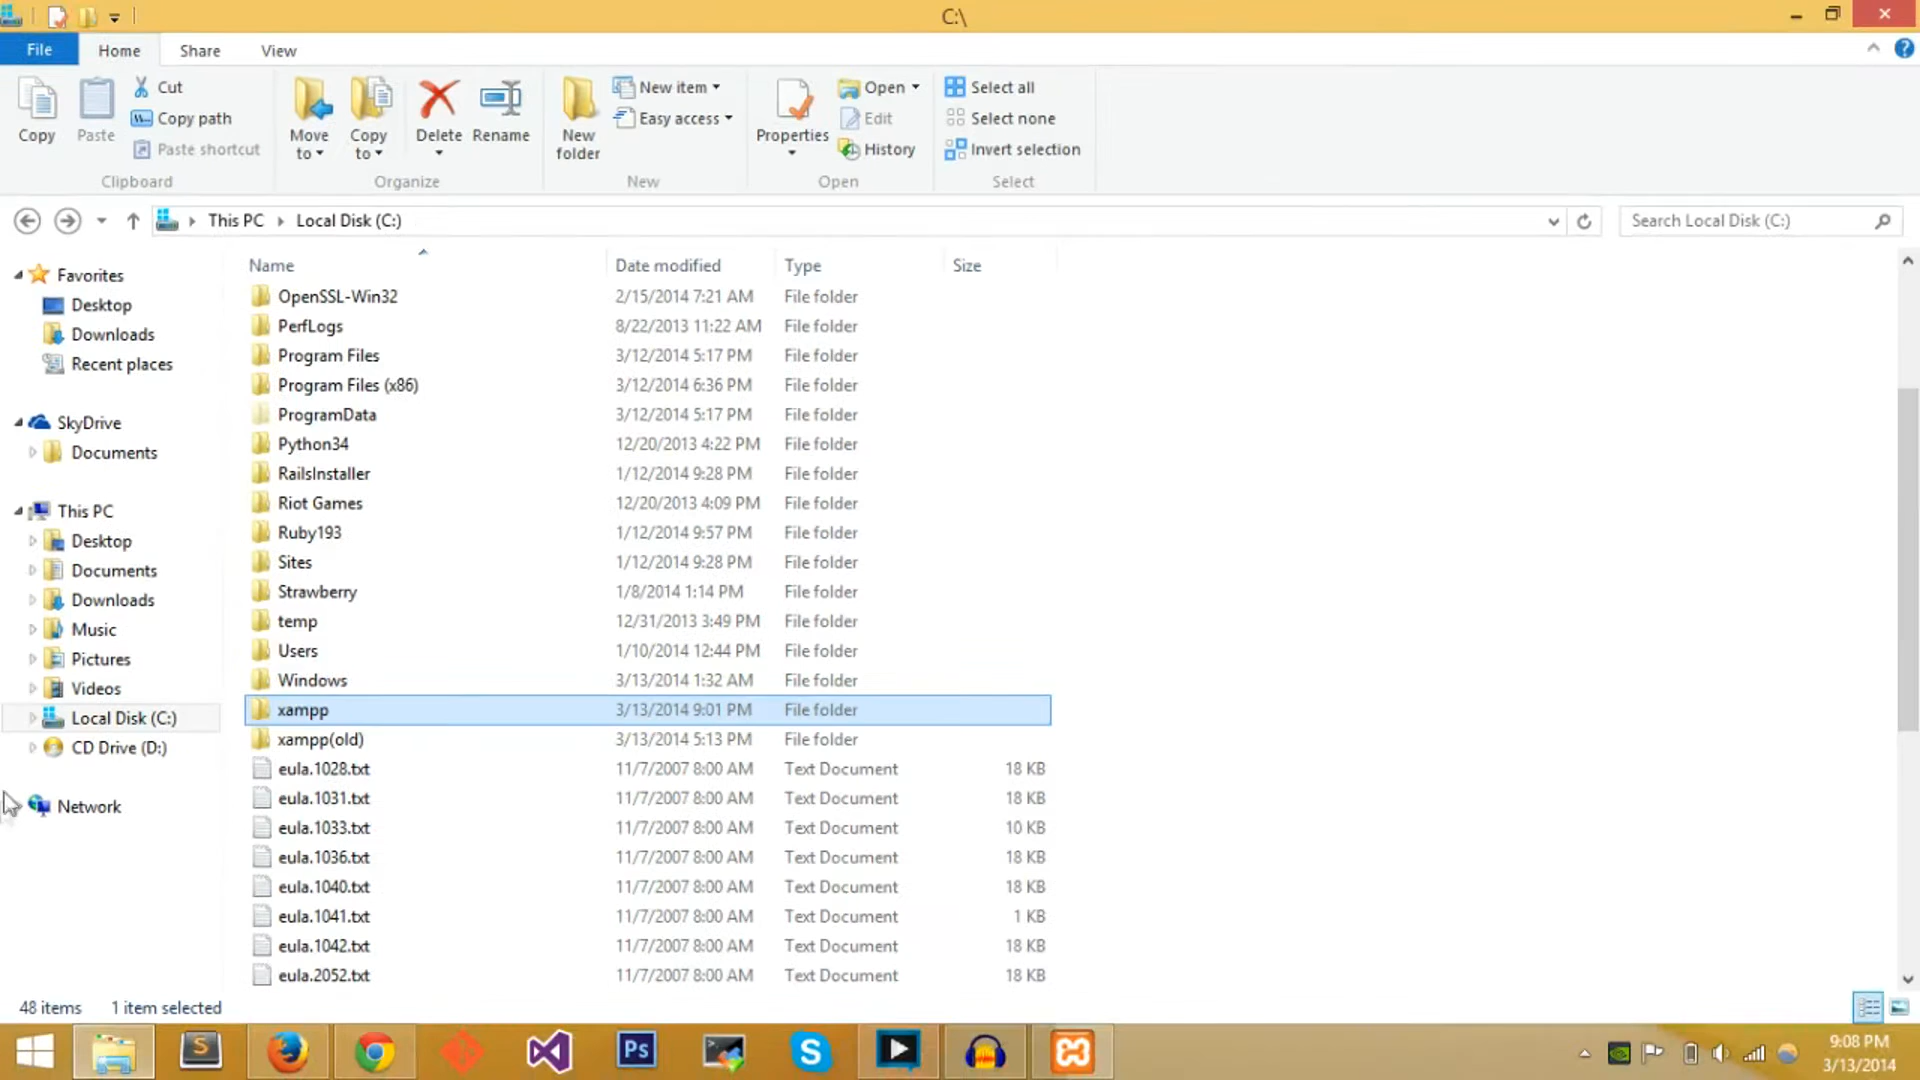 C:\
File Home Share View
Copy
Paste
Cut
Copy path
Paste shortcut
Clipboard
Move to
Copy to
Delete
Rename
Organize
New folder
New item
Easy access
New
Properties
Open
Edit
History
Open
Select all
Select none
Invert selection
Select
This PC Local Disk (C:)
Search Local Disk (C:)
Favorites
Desktop
Downloads
Recent places
SkyDrive
Documents
This PC
Desktop
Documents
Downloads
Music
Pictures
Videos
Local Disk (C:)
CD Drive (D:)
Network
Name Date modified Type Size
OpenSSL-Win32 2/15/2014 7:21 AM File folder
PerfLogs 8/22/2013 11:22 AM File folder
Program Files 3/12/2014 5:17 PM File folder
Program Files (x86) 3/12/2014 6:36 PM File folder
ProgramData 3/12/2014 5:17 PM File folder
Python34 12/20/2013 4:22 PM File folder
RailsInstaller 1/12/2014 9:28 PM File folder
Riot Games 12/20/2013 4:09 PM File folder
Ruby193 1/12/2014 9:57 PM File folder
Sites 1/12/2014 9:28 PM File folder
Strawberry 1/8/2014 1:14 PM File folder
temp 12/31/2013 3:49 PM File folder
Users 1/10/2014 12:44 PM File folder
Windows 3/13/2014 1:32 AM File folder
xampp 3/13/2014 9:01 PM File folder
xampp(old) 3/13/2014 5:13 PM File folder
eula.1028.txt 11/7/2007 8:00 AM Text Document 18 KB
eula.1031.txt 11/7/2007 8:00 AM Text Document 18 KB
eula.1033.txt 11/7/2007 8:00 AM Text Document 10 KB
eula.1036.txt 11/7/2007 8:00 AM Text Document 18 KB
eula.1040.txt 11/7/2007 8:00 AM Text Document 18 KB
eula.1041.txt 11/7/2007 8:00 AM Text Document 1 KB
eula.1042.txt 11/7/2007 8:00 AM Text Document 18 KB
eula.2052.txt 11/7/2007 8:00 AM Text Document 18 KB
48 items 1 item selected
S
Ps
S
9:08 PM
3/13/2014